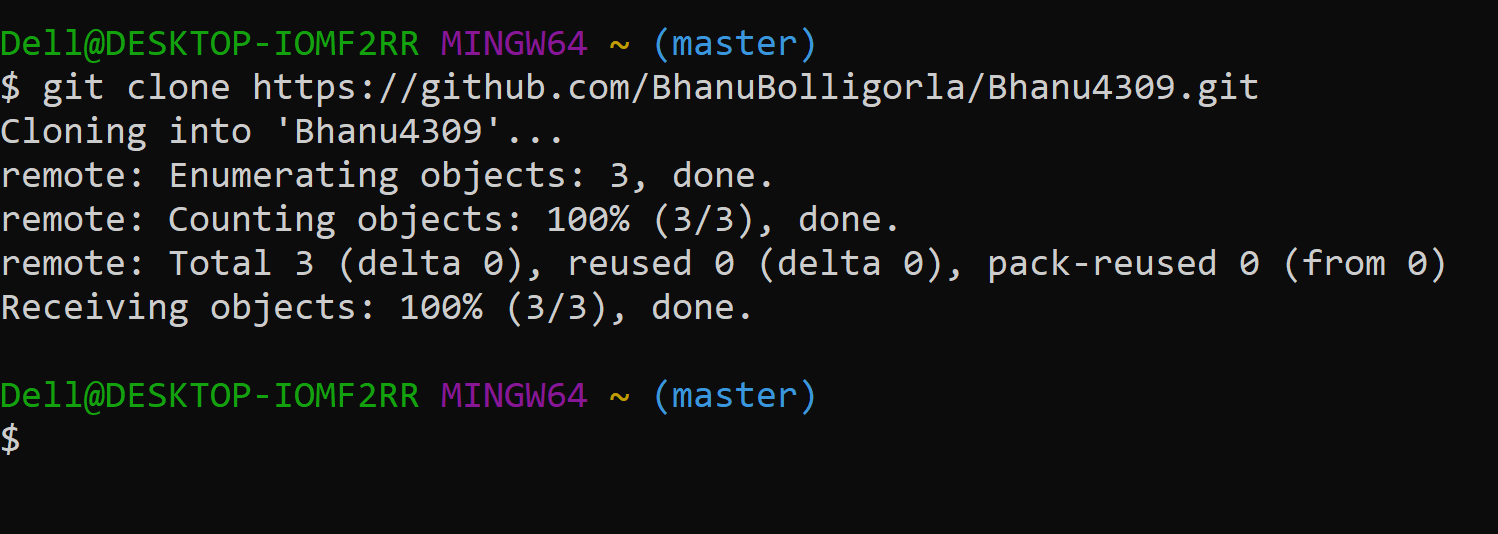 Dell@DESKTOP-IOMF2RR MINGW64 ~ (master)
$ git clone https://github.com/BhanuBolligorla/Bhanu4309.git
Cloning into 'Bhanu4309'...
remote: Enumerating objects: 3, done.
remote: Counting objects: 100% (3/3), done.
remote: Total 3 (delta 0), reused 0 (delta 0), pack-reused 0 (from 0)
Receiving objects: 100% (3/3), done.
Dell@DESKTOP-IOMF2RR MINGW64 ~ (master)
$